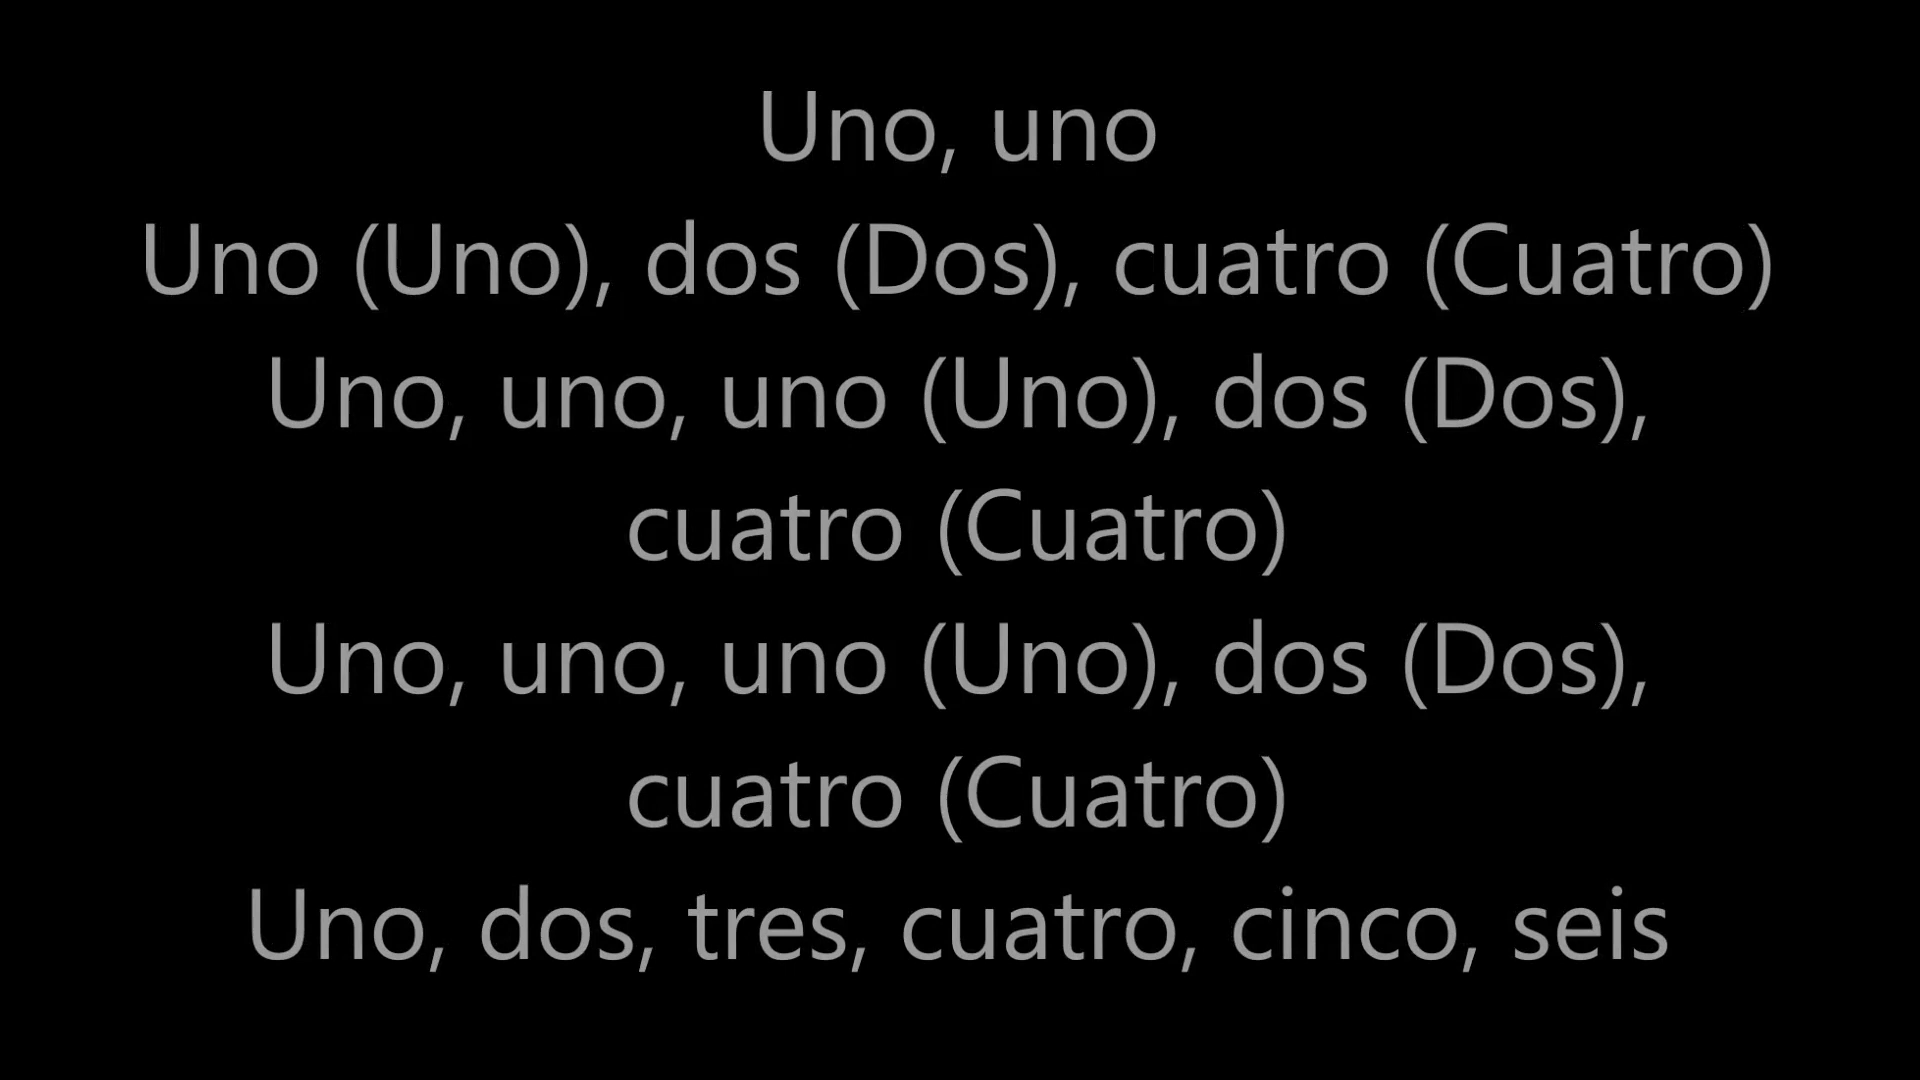 Uno, uno
Uno (Uno), dos (Dos), cuatro (Cuatro)
Uno, uno, uno (Uno), dos (Dos),
cuatro (Cuatro)
Uno, uno, uno (Uno), dos (Dos),
cuatro (Cuatro)
Uno, dos, tres, cuatro, cinco, seis